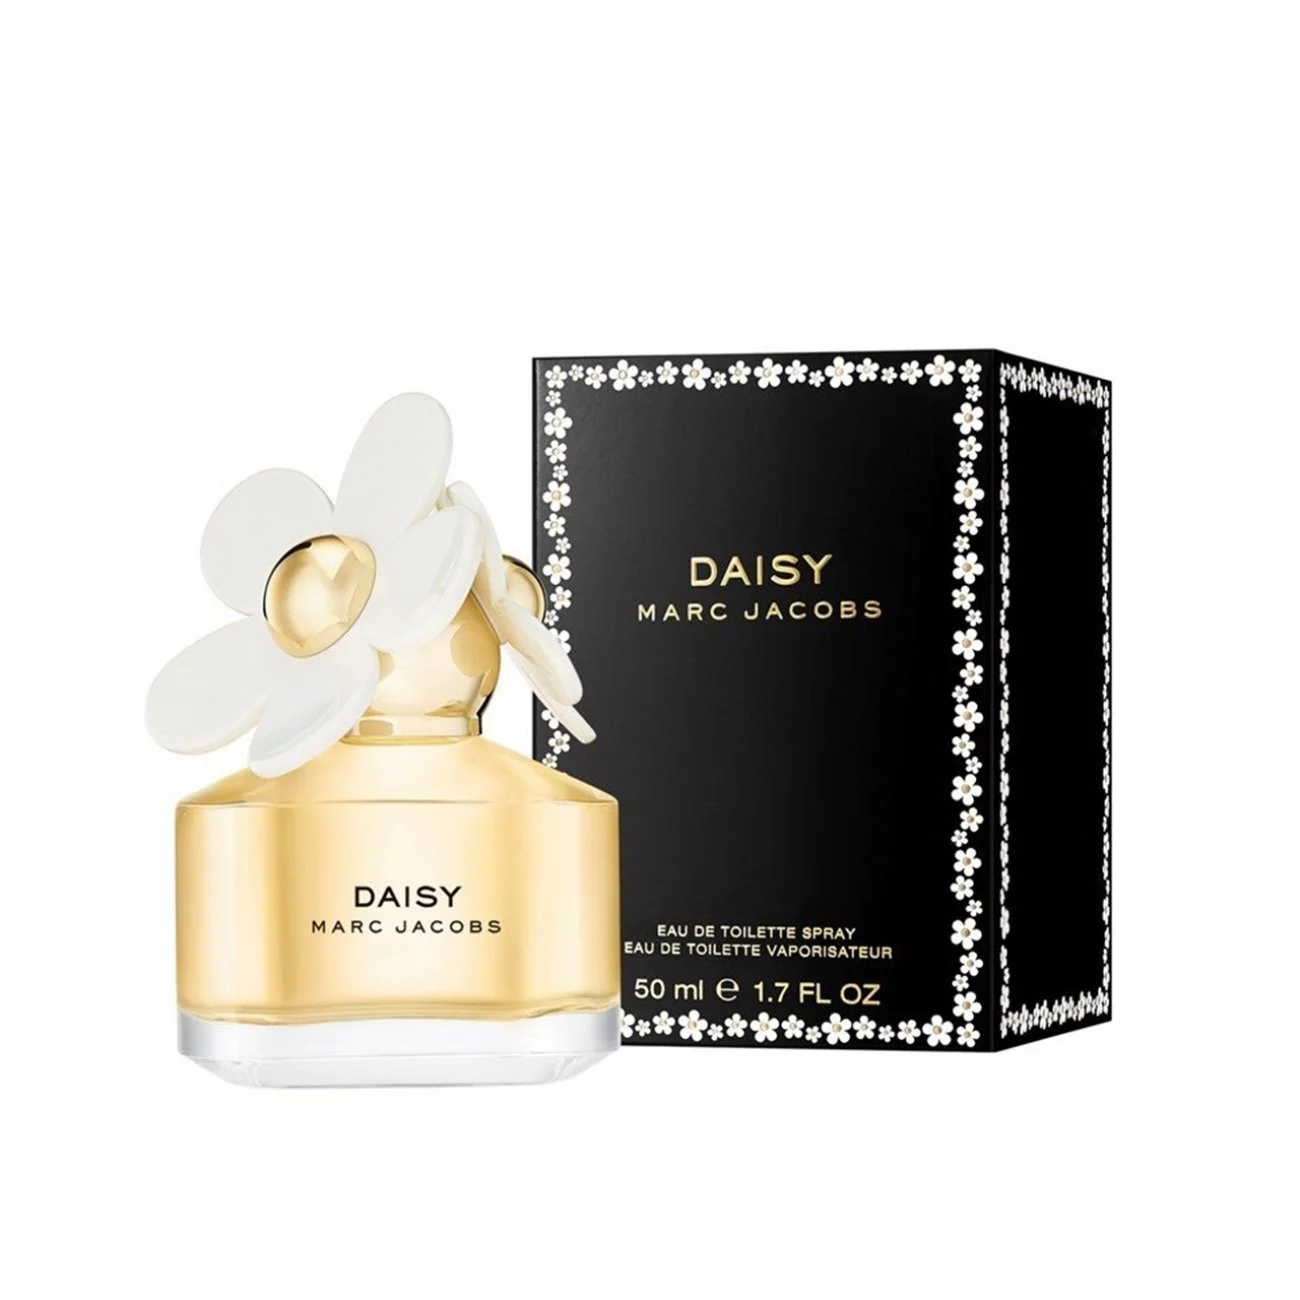 DAISY
MARC JACOBS
EAU DE TOILETTE SPRAY
EAU DE TOILETTE VAPORISATEUR
50 ml ℮ 1.7 FL OZ
DAISY
MARC JACOBS